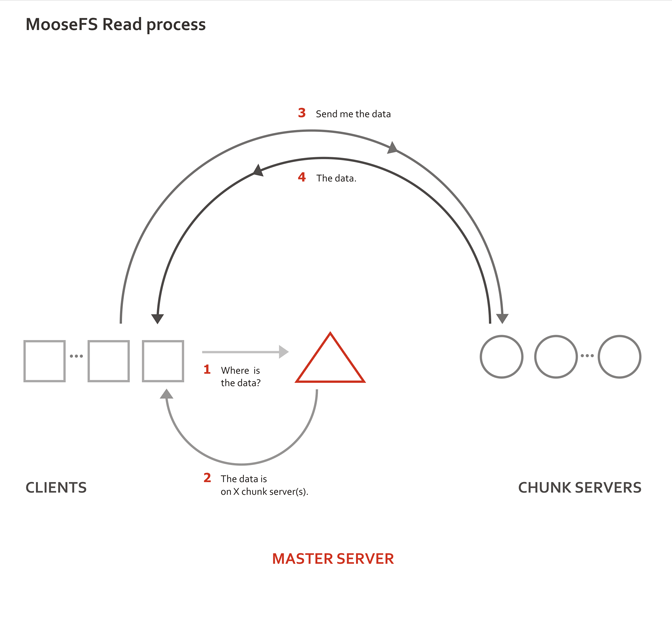 MooseFS Read process
3 Send me the data
4 The data.
1 Where is
the data?
2 The data is
on X chunk server(s).
CLIENTS
CHUNK SERVERS
MASTER SERVER